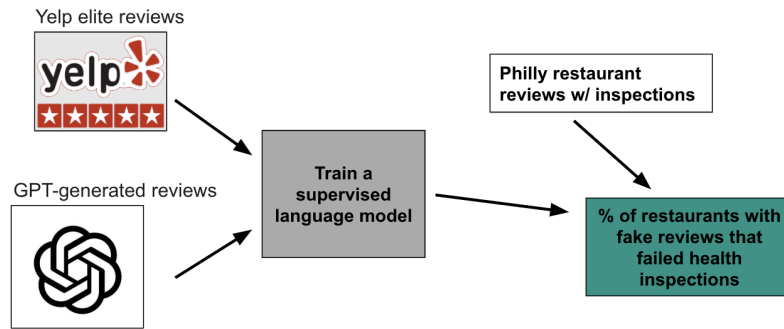 Yelp elite reviews
yelp
Philly restaurant
reviews w/ inspections
Train a
supervised
language model
GPT-generated reviews
% of restaurants with
fake reviews that
failed health
inspections